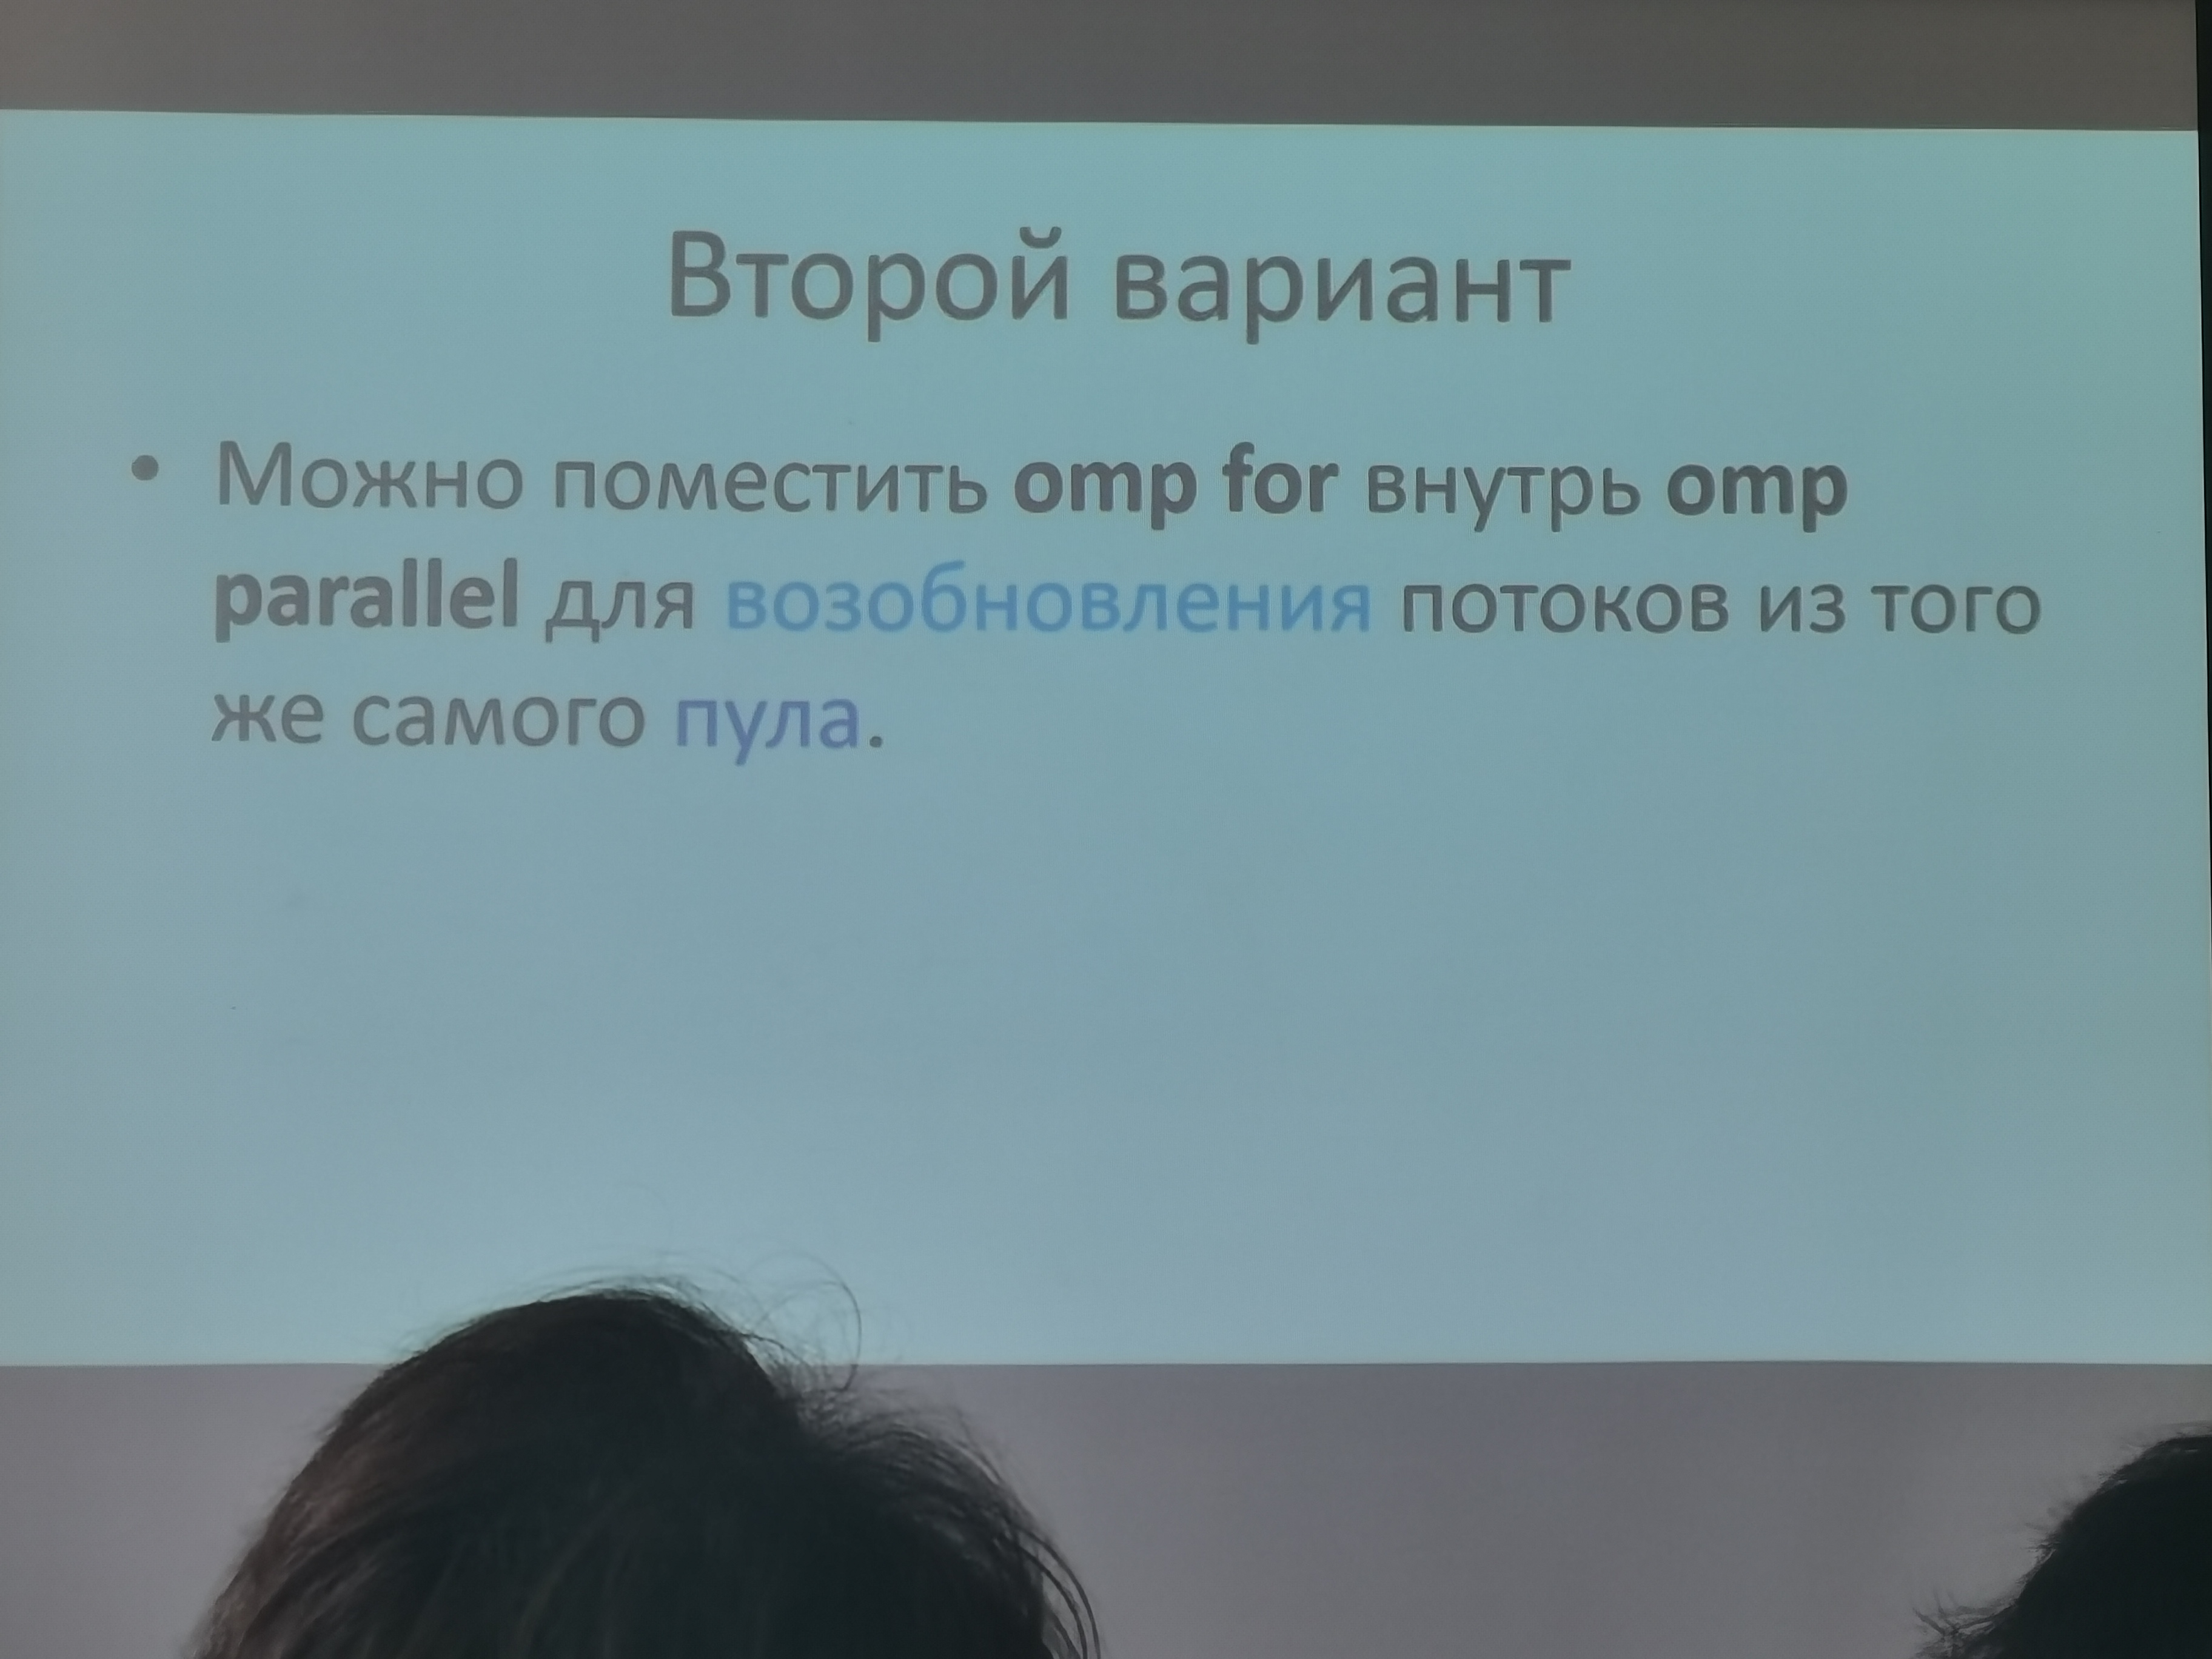 Второй вариант
• Можно поместить omp for внутрь omp
parallel для возобновления потоков из того
же самого пула.